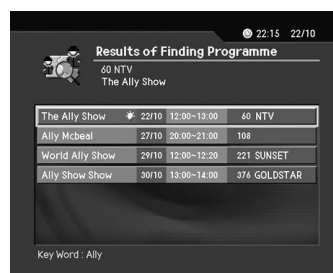 22:15 22/10
Results of Finding Programme
60 NTV
The Ally Show
The Ally Show 22/10 12:00~13:00 60 NTV
Ally Mcbeal 27/10 20:00~21:00 108
World Ally Show 29/10 12:00~12:20 221 SUNSET
Ally Show Show 30/10 13:00~14:00 376 GOLDSTAR
Key Word : Ally